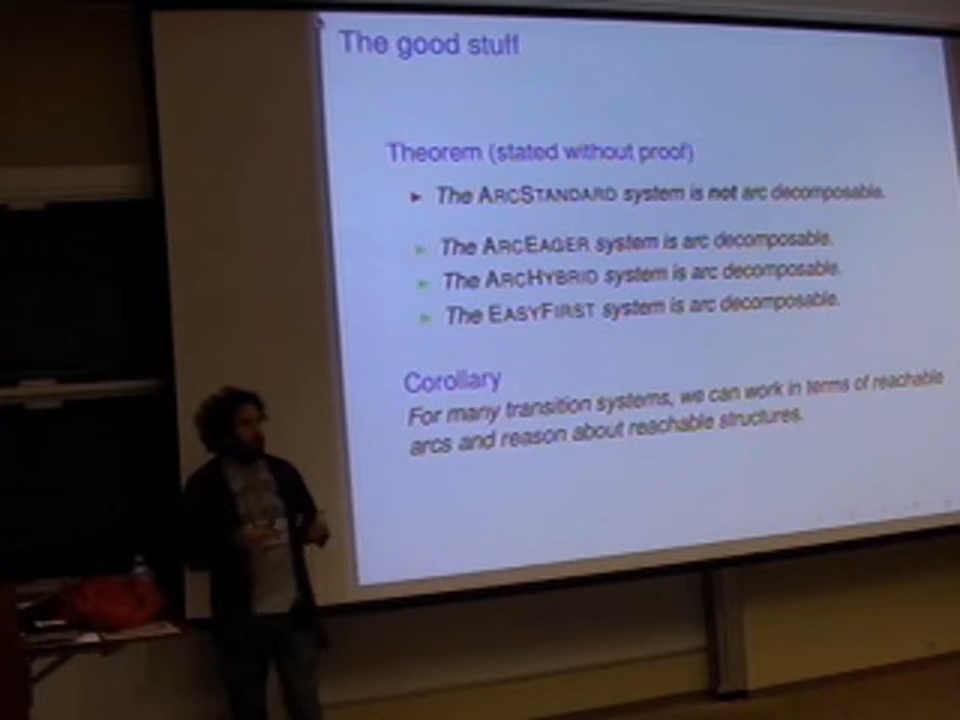 The good stuff
Theorem (stated without proof)
The ARCSTANDARD system is not arc decomposable.
The ARCEAGER system is arc decomposable.
The ARCHYBRID system is arc decomposable.
The EASYFIRST system is arc decomposable.
Corollary
For many transition systems, we can work in terms of reachable
arcs and reason about reachable structures.